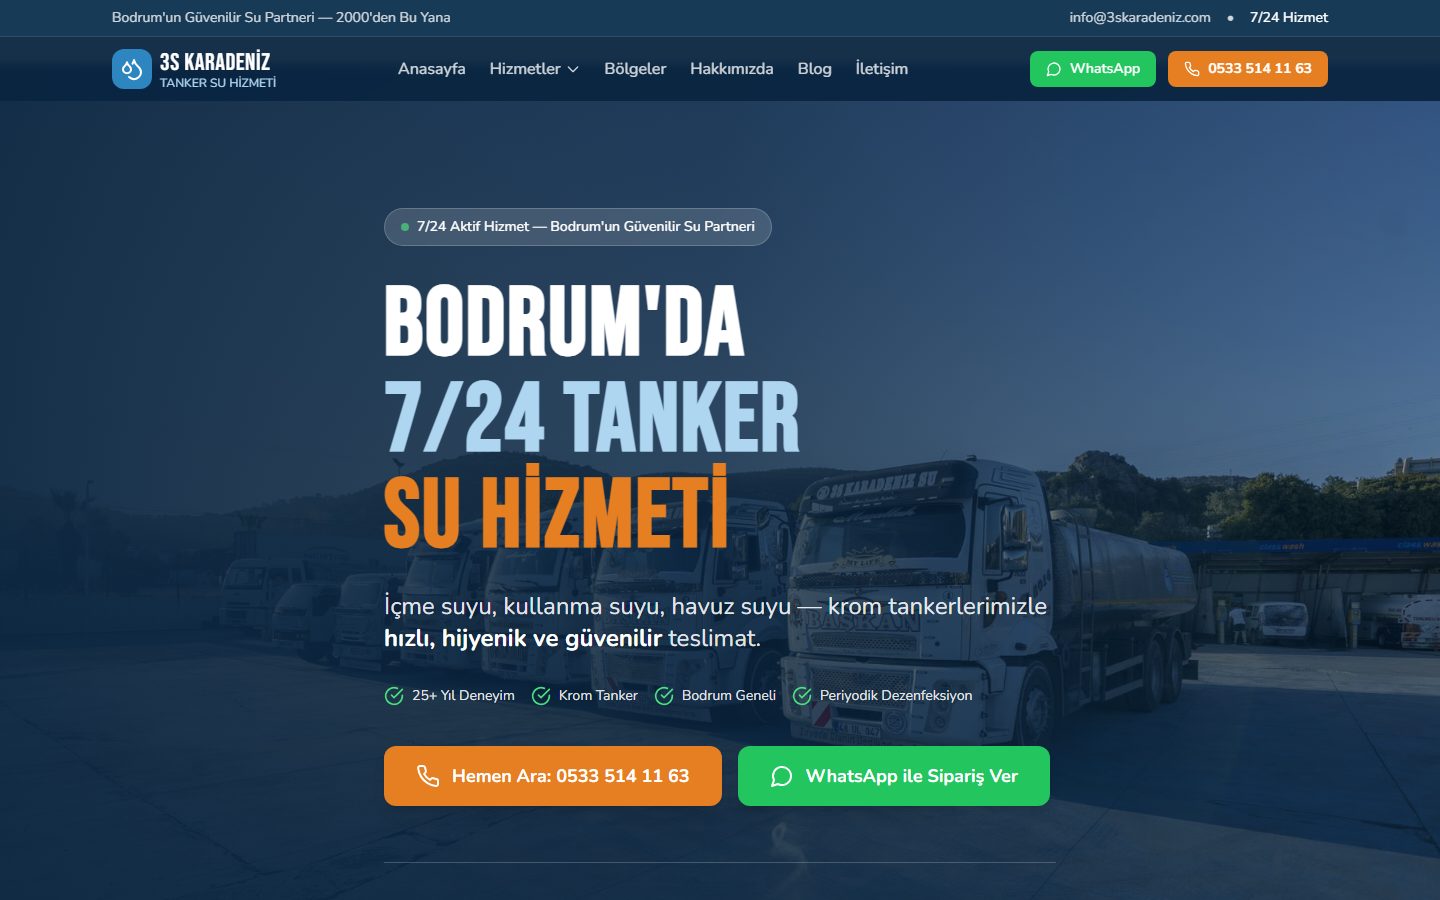 Bodrum'un Güvenilir Su Partneri — 2000'den Bu Yana
info@3skaradeniz.com • 7/24 Hizmet
3S KARADENİZ
TANKER SU HİZMETİ
Anasayfa Hizmetler Bölgeler Hakkımızda Blog İletişim
WhatsApp
0533 514 11 63
7/24 Aktif Hizmet — Bodrum'un Güvenilir Su Partneri
BODRUM'DA
7/24 TANKER
SU HİZMETİ
3S KARADENIZ SU
BAŞKAN
İçme suyu, kullanma suyu, havuz suyu — krom tankerlerimizle
hızlı, hijyenik ve güvenilir teslimat.
25+ Yıl Deneyim Krom Tanker Bodrum Geneli Periyodik Dezenfeksiyon
Hemen Ara: 0533 514 11 63
WhatsApp ile Sipariş Ver